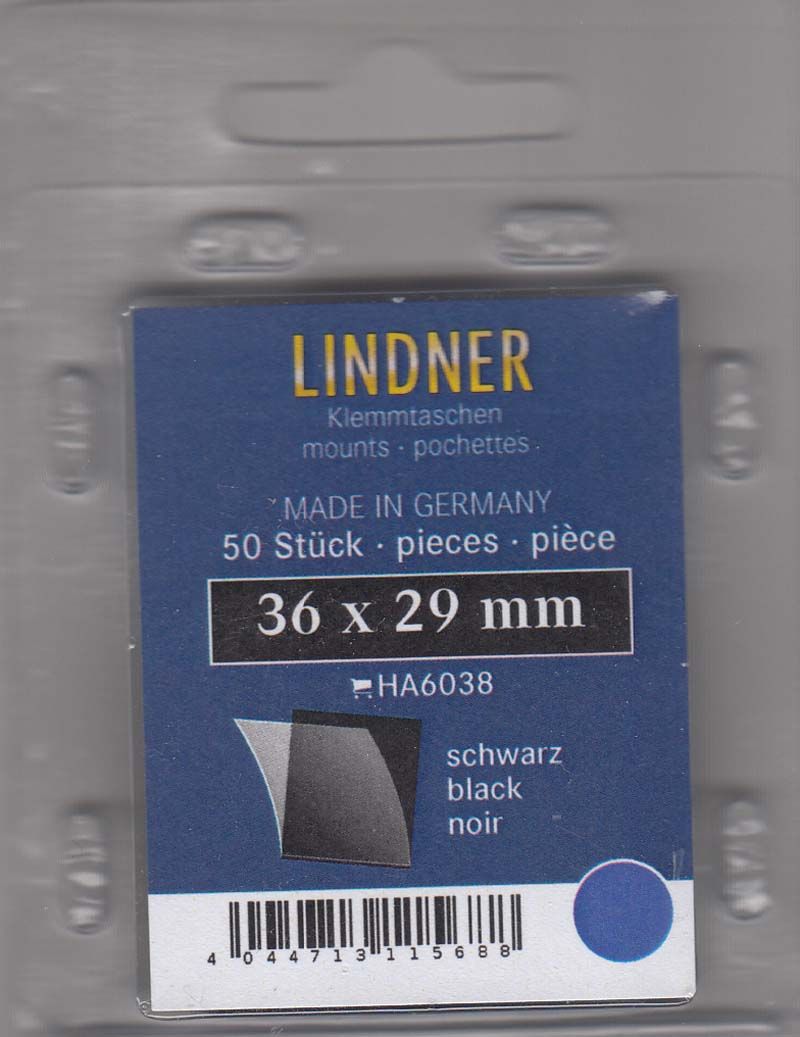 LINDNER
Klemmtaschen
mounts · pochettes
MADE IN GERMANY
50 Stück · pieces · pièce
36 x 29 mm
HA6038
schwarz
black
noir
4 044713 115688